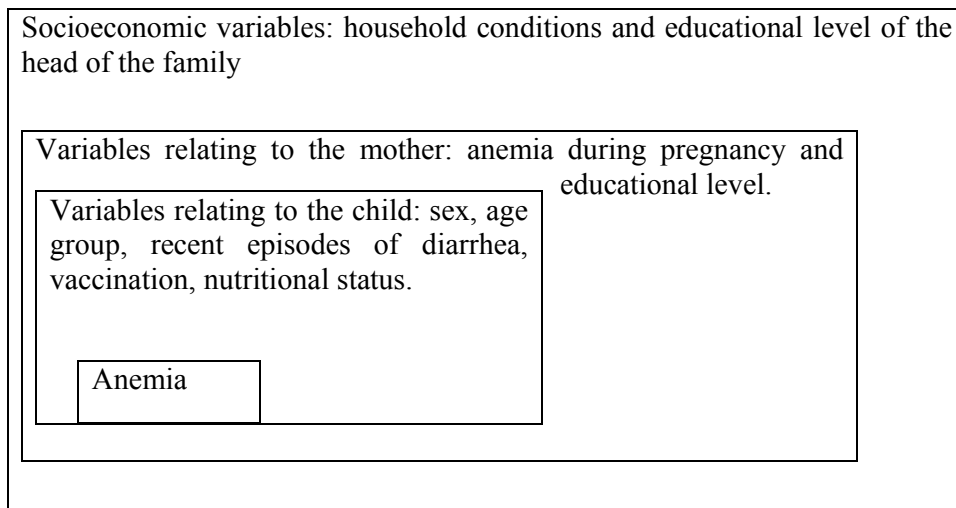 Socioeconomic variables: household conditions and educational level of the
head of the family
Variables relating to the mother: anemia during pregnancy and
educational level.
Variables relating to the child: sex, age
group, recent episodes of diarrhea,
vaccination, nutritional status.
Anemia